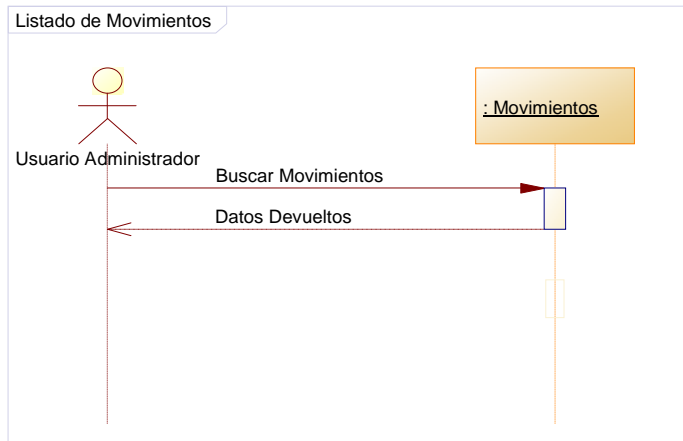 Listado de Movimientos
: Movimientos
Usuario Administrador
Buscar Movimientos
Datos Devueltos